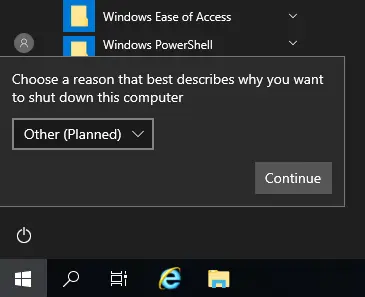 Windows Ease of Access
Windows PowerShell
Choose a reason that best describes why you want
to shut down this computer
Other (Planned)
Continue